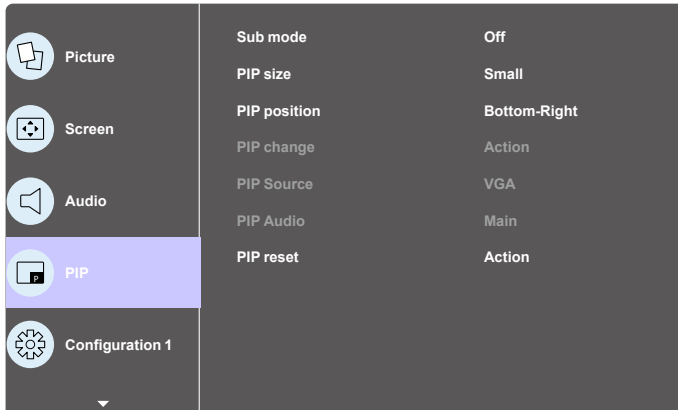 Picture
Screen
Audio
P
PIP
Configuration 1
Sub mode Off
PIP size Small
PIP position Bottom-Right
PIP change Action
PIP Source VGA
PIP Audio Main
PIP reset Action